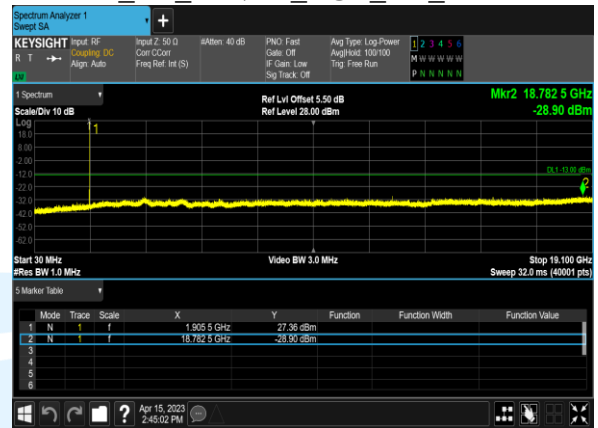 Spectrum Analyzer 1
Swept SA
KEYSIGHT Input: RF Input Z: 50 Ω #Atten: 40 dB PNO: Fast Avg Type: Log-Power 1 2 3 4 5 6
R T Coupling: DC Corr CCorr Gate: Off Avg|Hold: 100/100 M W W W W W
Align: Auto Freq Ref: Int (S) IF Gain: Low Trig: Free Run
Sig Track: Off P N N N N N
LV
1 Spectrum Ref Lvl Offset 5.50 dB Mkr2 18.782 5 GHz
Scale/Div 10 dB Ref Level 28.00 dBm -28.90 dBm
Log
1
18.0
8.00
-2.00
-12.0 DL1 -13.00 dBm
-22.0 2
-32.0
-42.0
-52.0
-62.0
Start 30 MHz Video BW 3.0 MHz Stop 19.100 GHz
#Res BW 1.0 MHz Sweep 32.0 ms (40001 pts)
5 Marker Table
Mode Trace Scale X Y Function Function Width Function Value
1 N 1 f 1.905 5 GHz 27.36 dBm
2 N 1 f 18.782 5 GHz -28.90 dBm
3
4
5
6
? Apr 15, 2023
2:45:02 PM